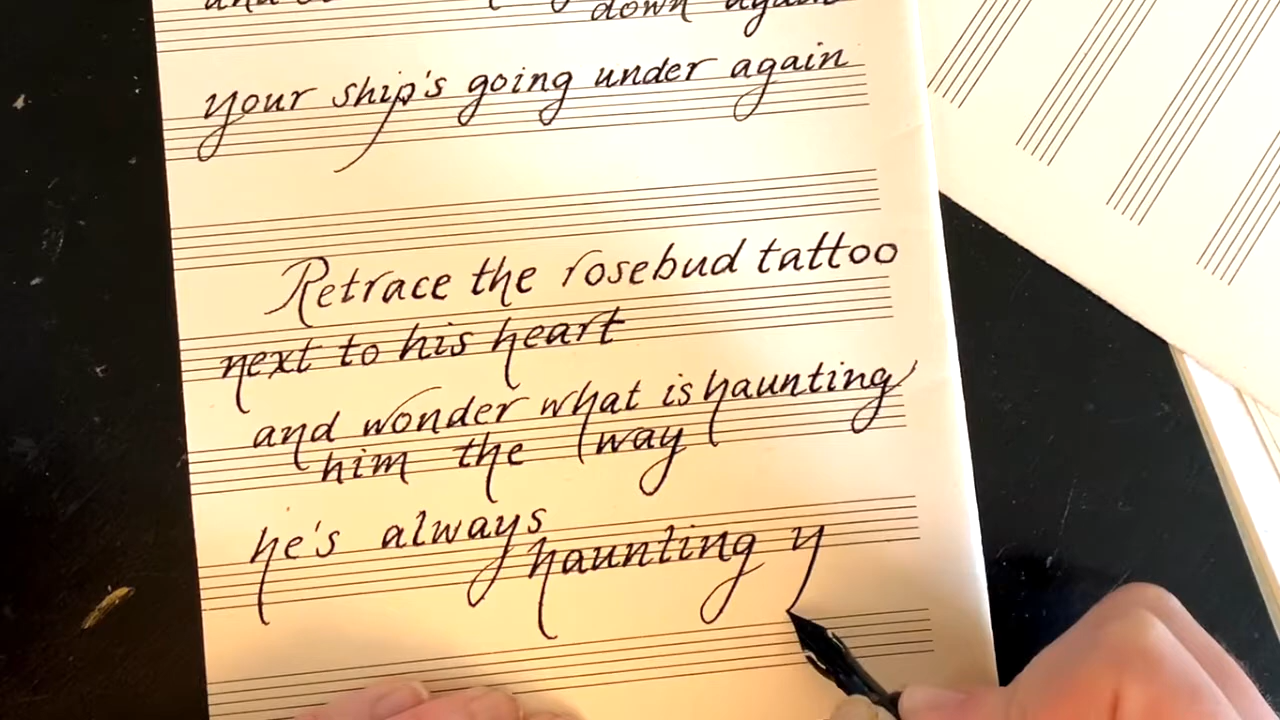 down again
your ship's going under again
Retrace the rosebud tattoo
next to his heart
and wonder what is haunting
him the way
he's always
haunting y